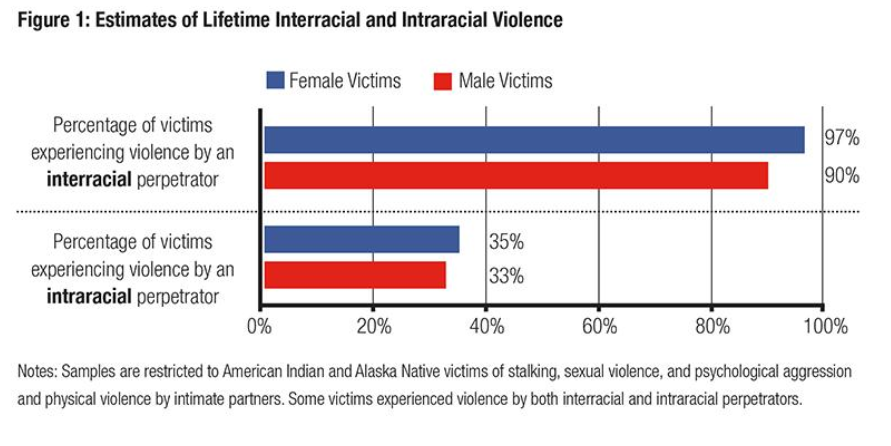 Figure 1: Estimates of Lifetime Interracial and Intraracial Violence
Female Victims
Male Victims
Percentage of victims
experiencing violence by an
interracial perpetrator
97%
90%
Percentage of victims
experiencing violence by an
intraracial perpetrator
35%
33%
0%
20%
40%
60%
80%
100%
Notes: Samples are restricted to American Indian and Alaska Native victims of stalking, sexual violence, and psychological aggression
and physical violence by intimate partners. Some victims experienced violence by both interracial and intraracial perpetrators.